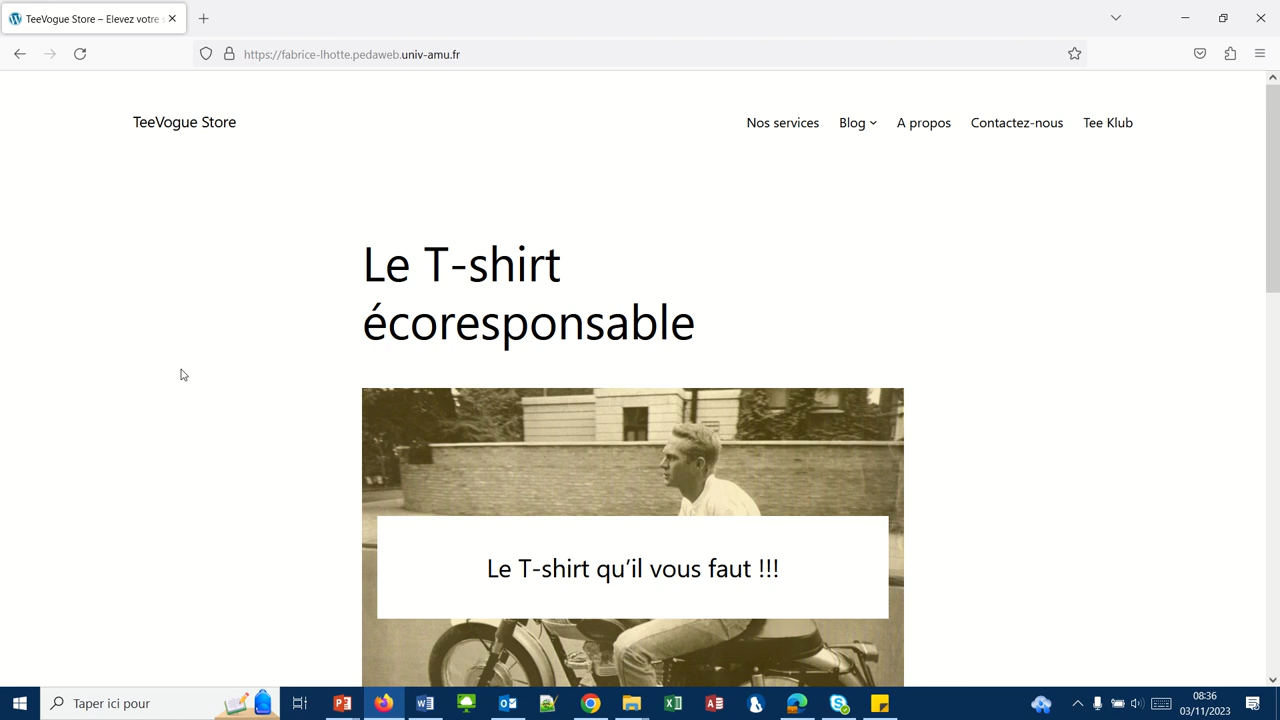 TeeVogue Store – Elevez votre s
https://fabrice-lhotte.pedaweb.univ-amu.fr
TeeVogue Store
Nos services
Blog
A propos
Contactez-nous
Tee Klub
Le T-shirt
écoresponsable
Le T-shirt qu’il vous faut !!!
Taper ici pour
08:36
03/11/2023